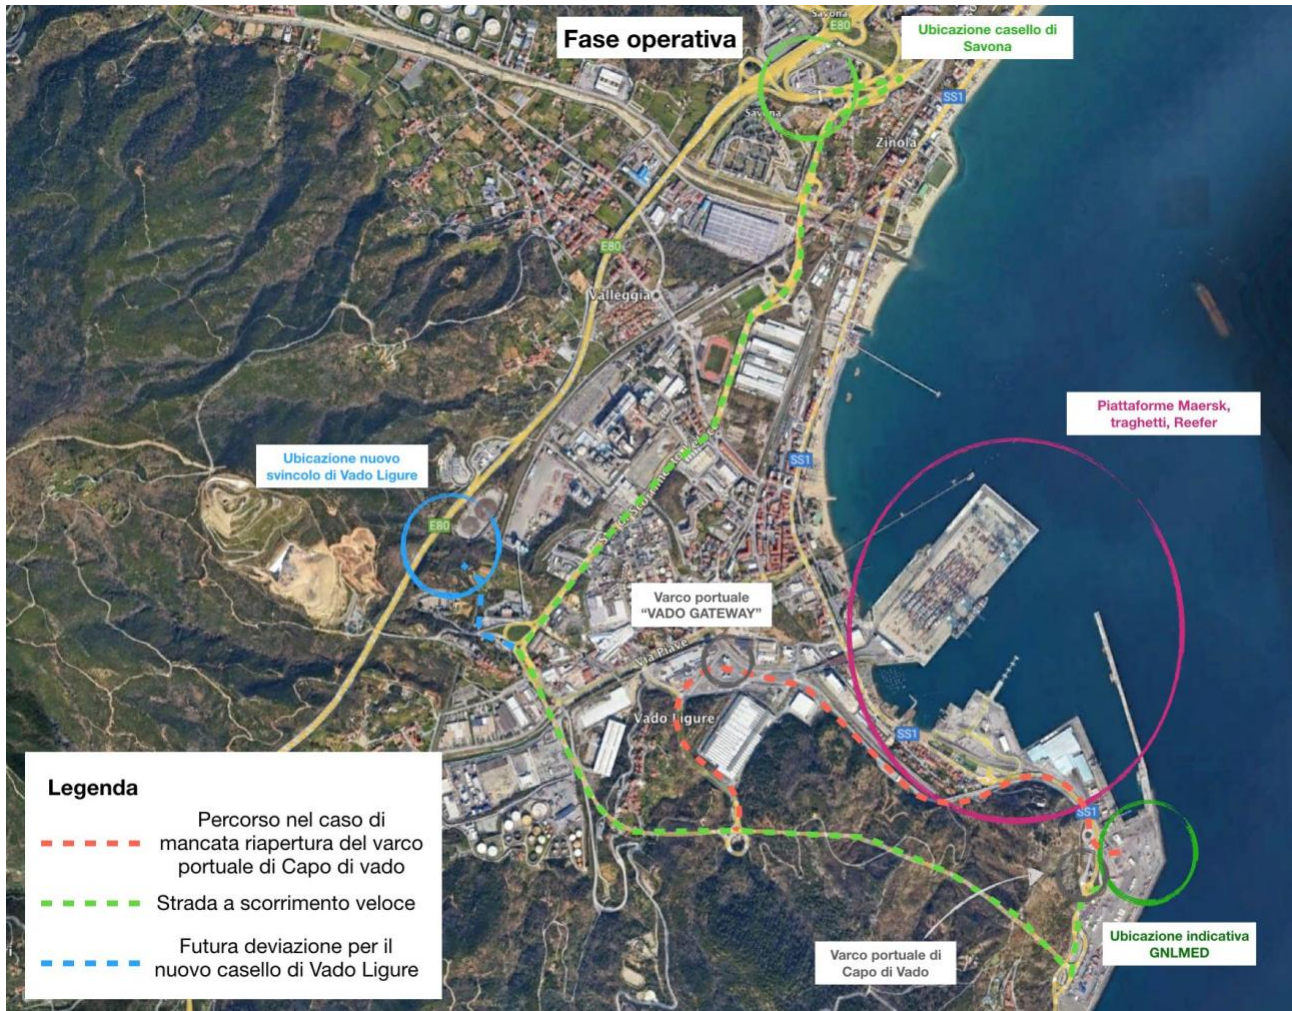 Fase operativa
Savona
E80
Ubicazione casello di
Savona
SS1
Savona
Zinola
E80
Valleggia
Piattaforme Maersk,
traghetti, Reefer
Ubicazione nuovo
svincolo di Vado Ligure
SS1
E80
Varco portuale
“VADO GATEWAY”
Via Piave
Vado Ligure
SS1
Legenda
Percorso nel caso di
mancata riapertura del varco
portuale di Capo di vado
Strada a scorrimento veloce
Futura deviazione per il
nuovo casello di Vado Ligure
SS1
Varco portuale di
Capo di Vado
Ubicazione indicativa
GNLMED